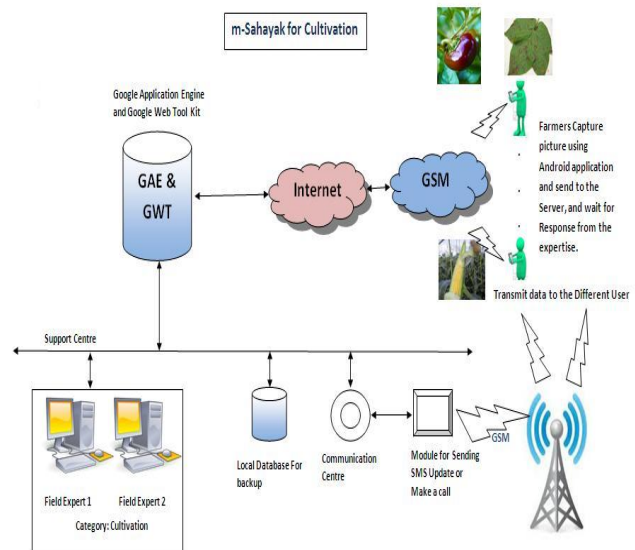 m-Sahayak for Cultivation
Google Application Engine
and Google Web Tool Kit
GAE &
GWT
Internet
GSM
Farmers Capture
picture using
Android application
and send to the
Server, and wait for
Response from the
expertise.
Transmit data to the Different User
Support Centre
Local Database For
backup
Communication
Centre
Module for Sending
SMS Update or
Make a call
GSM
Field Expert 1
Field Expert 2
Category: Cultivation